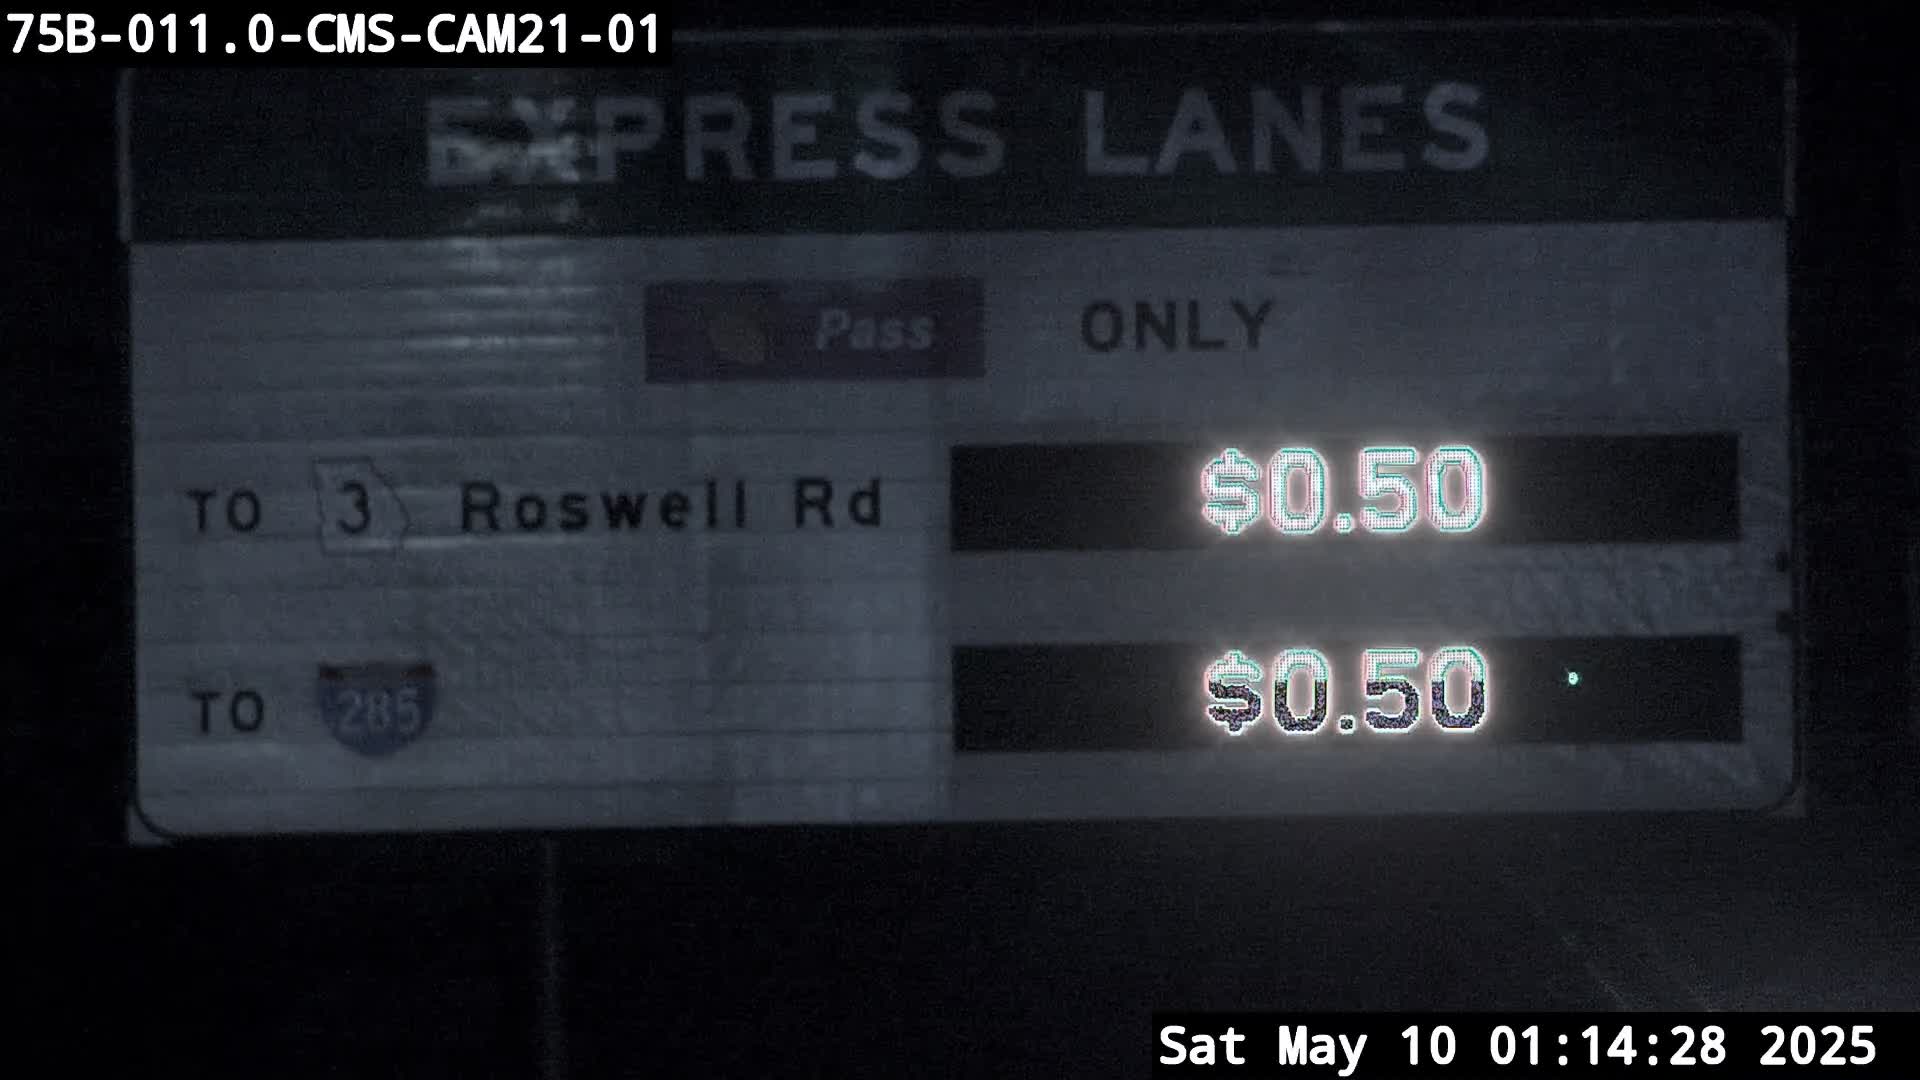 75B-011.0-CMS-CAM21-01
EXPRESS LANES
Pass ONLY
TO 3 Roswell Rd $0.50
TO 285 $0.50
Sat May 10 01:14:28 2025